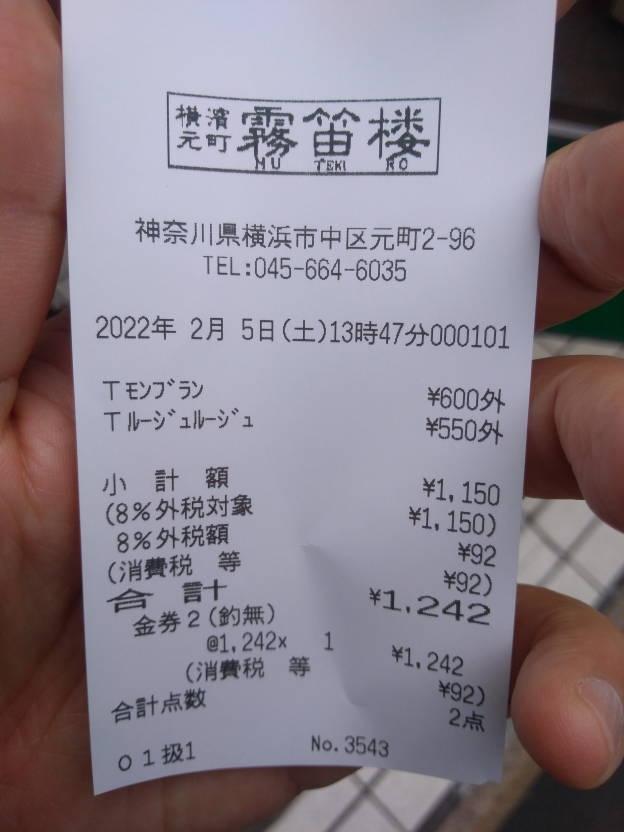 横濱元町 霧笛楼
MU TEKI RO
神奈川県横浜市中区元町2-96
TEL:045-664-6035
2022年 2月 5日(土)13時47分000101
Tモンブラン ¥600外
Tルージュルージュ ¥550外
小 計 額 ¥1,150
(8%外税対象 ¥1,150)
8%外税額 ¥92
(消費税 等 ¥92)
合 計 ¥1,242
金券2(釣無)
@1,242× 1 ¥1,242
(消費税 等 ¥92)
合計点数 2点
01扱1 No.3543